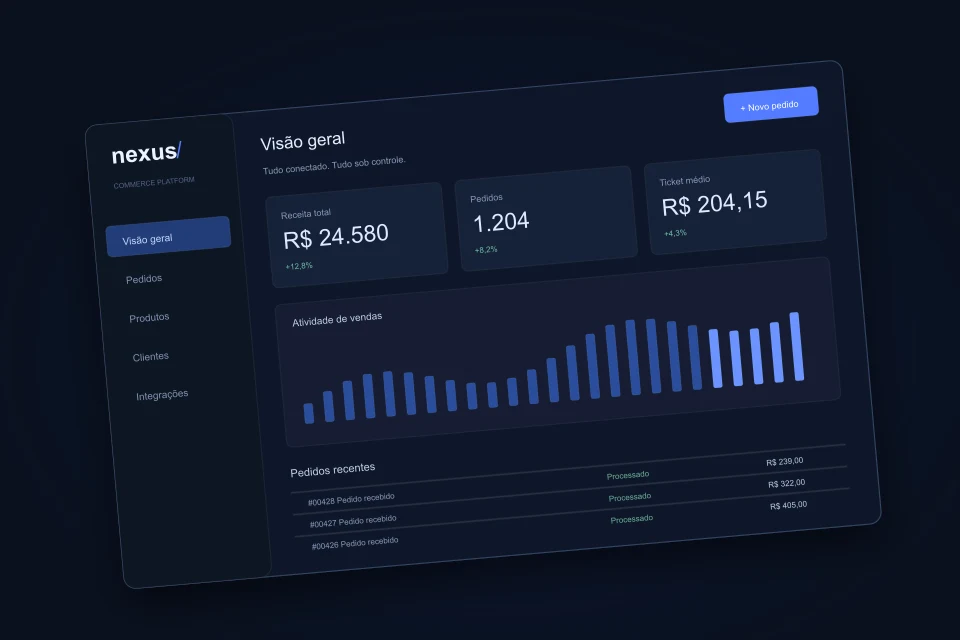 nexus/
COMMERCE PLATFORM
Visão geral
Pedidos
Produtos
Clientes
Integrações
Visão geral
Tudo conectado. Tudo sob controle.
+ Novo pedido
Receita total
R$ 24.580
+12,8%
Pedidos
1.204
+8,2%
Ticket médio
R$ 204,15
+4,3%
Atividade de vendas
Pedidos recentes
#00428 Pedido recebido Processado R$ 239,00
#00427 Pedido recebido Processado R$ 322,00
#00426 Pedido recebido Processado R$ 405,00